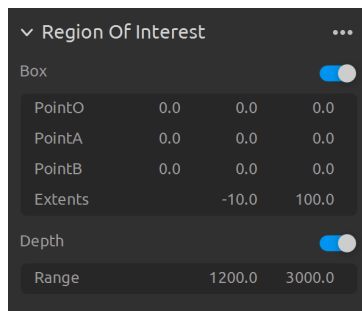 Region Of Interest
Box
PointO 0.0 0.0 0.0
PointA 0.0 0.0 0.0
PointB 0.0 0.0 0.0
Extents -10.0 100.0
Depth
Range 1200.0 3000.0